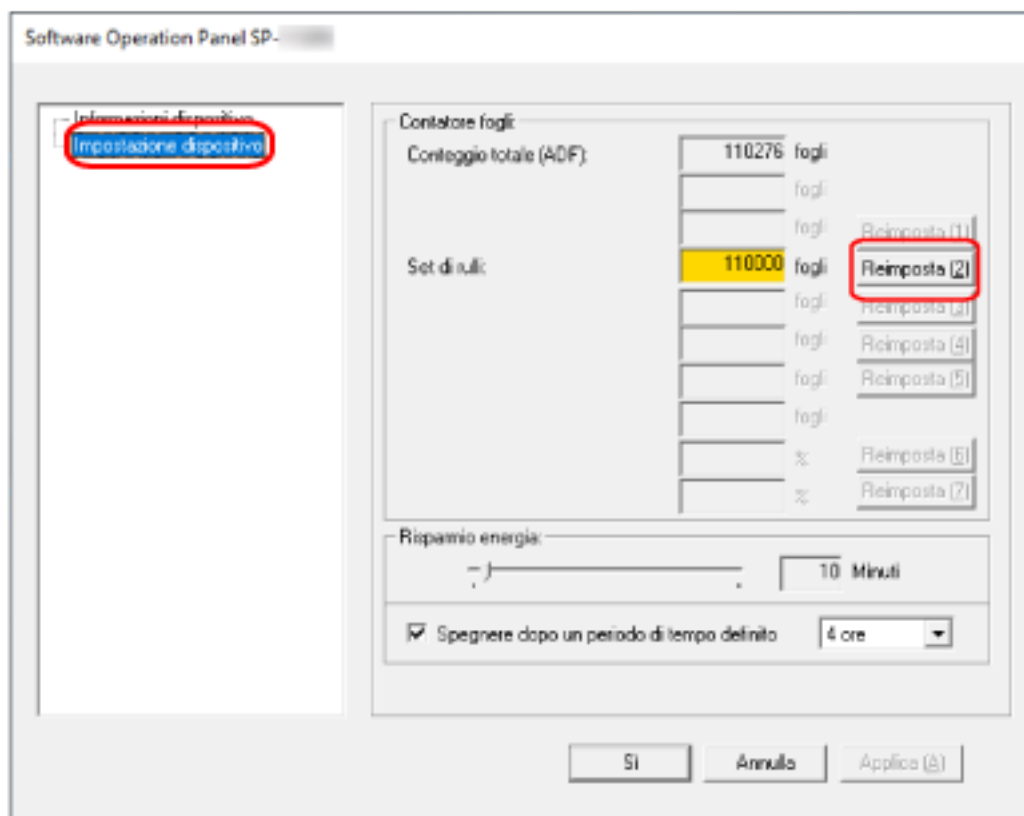 Software Operation Panel SP-
Informazioni dispositivo
Impostazione dispositivo
Contatore fogli:
Conteggio totale (ADF): 110276 fogli
fogli
fogli Reimposta (1)
Set di rulli: 110000 fogli Reimposta (2)
fogli Reimposta (3)
fogli Reimposta (4)
fogli Reimposta (5)
fogli
% Reimposta (6)
% Reimposta (7)
Risparmio energia:
10 Minuti
Spegnere dopo un periodo di tempo definito 4 ore
Sì Annulla Applica (A)